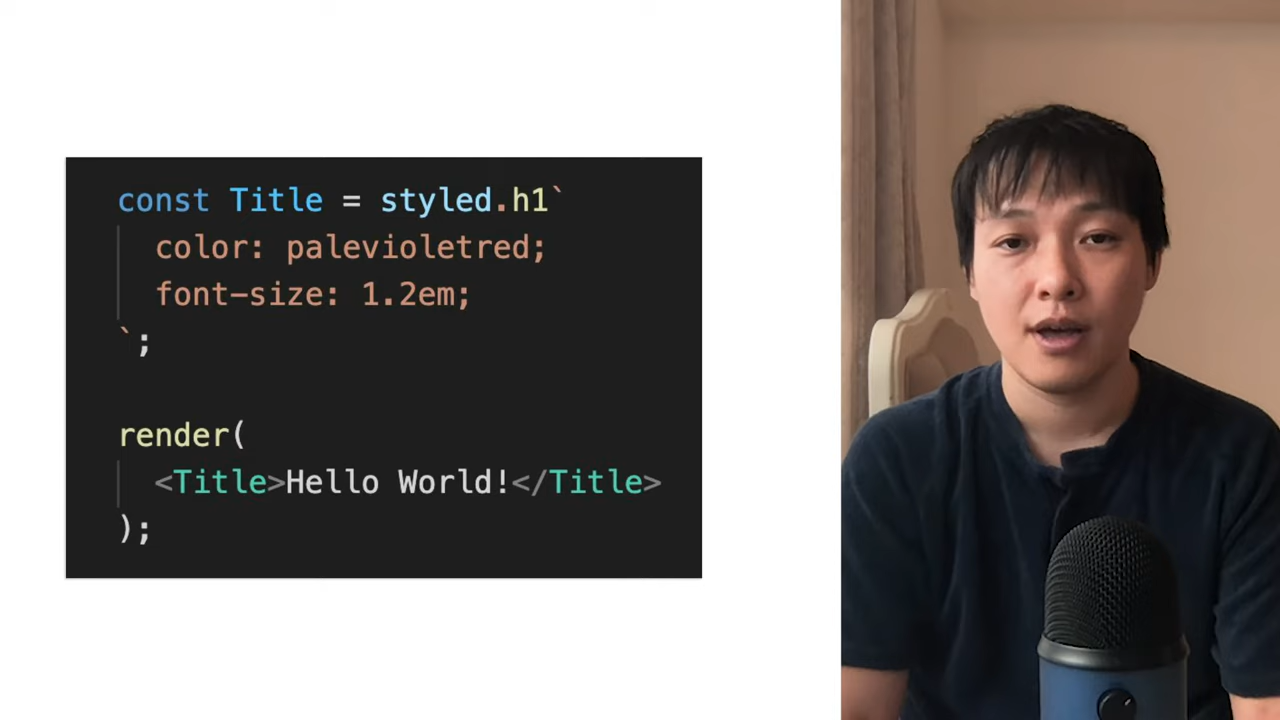 const Title = styled.h1`
color: palevioletred;
font-size: 1.2em;
`;
render(
<Title>Hello World!</Title>
);